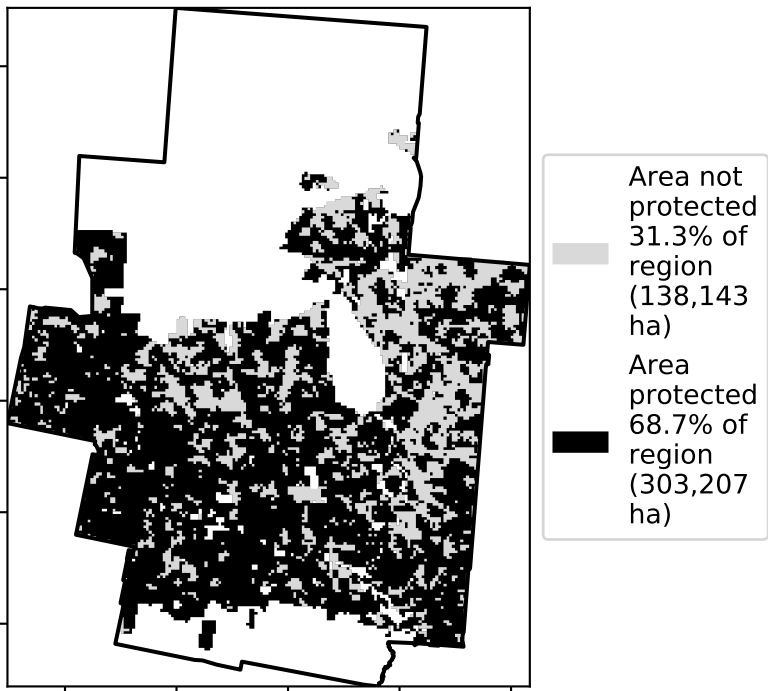 Area not
protected
31.3% of
region
(138,143
ha)
Area
protected
68.7% of
region
(303,207
ha)